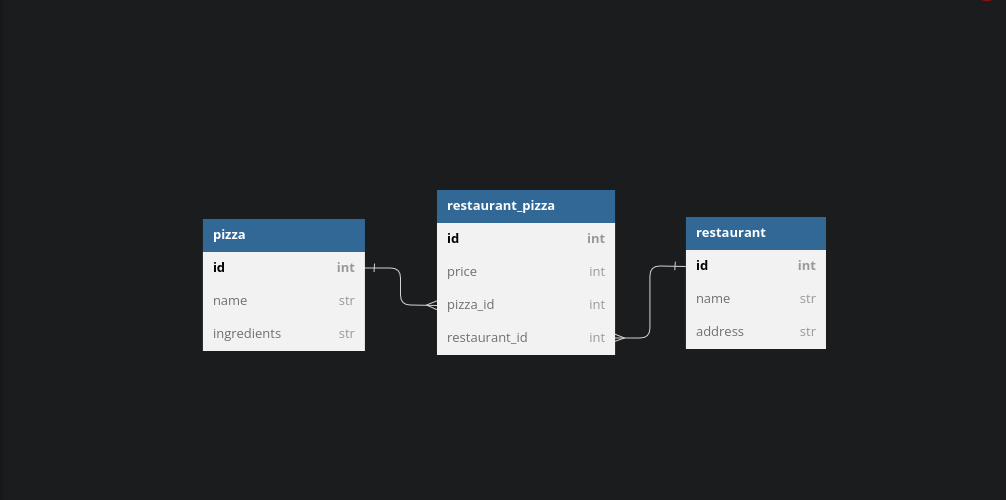 pizza
id int
name str
ingredients str
restaurant_pizza
id int
price int
pizza_id int
restaurant_id int
restaurant
id int
name str
address str